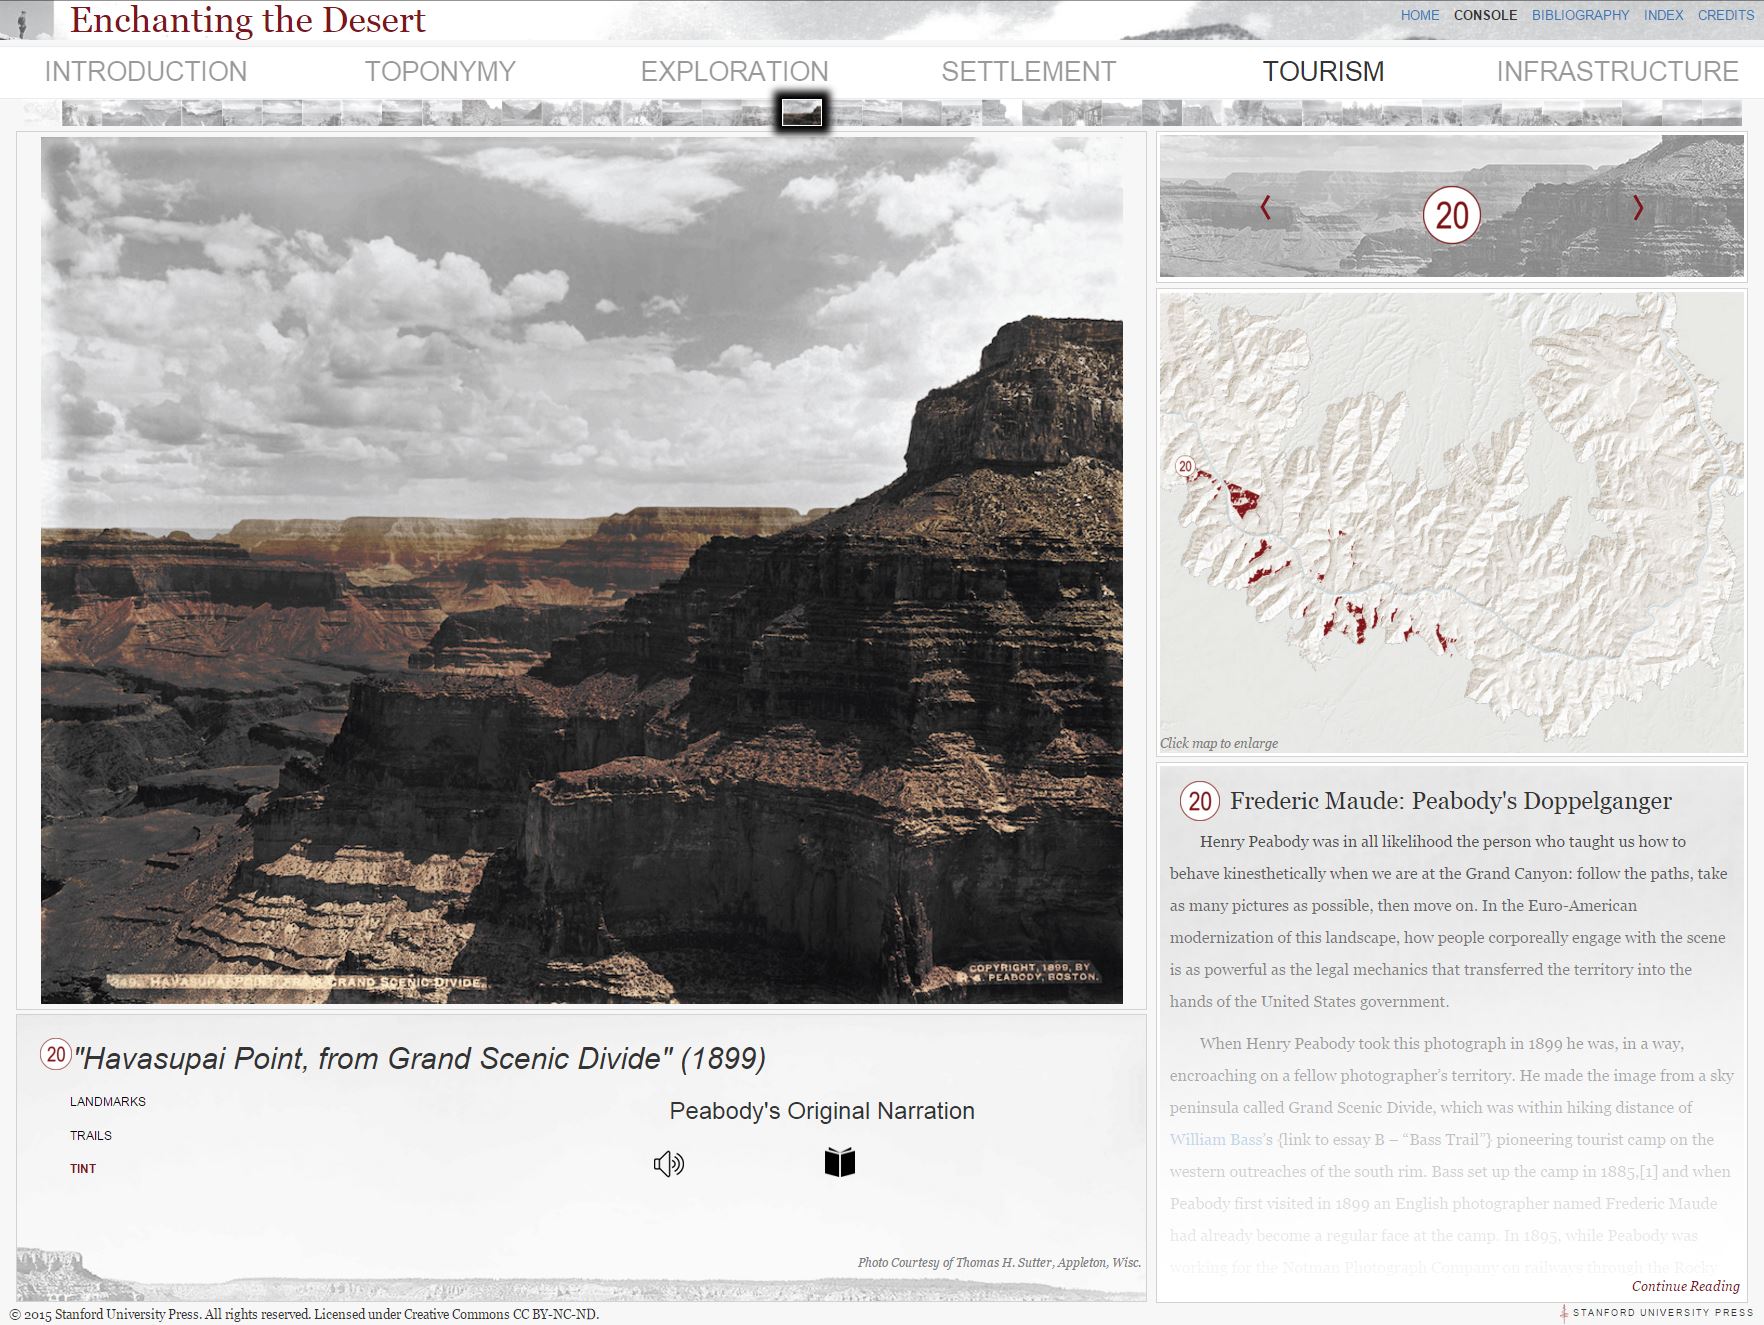 Enchanting the Desert
HOME CONSOLE BIBLIOGRAPHY INDEX CREDITS
INTRODUCTION TOPONYMY EXPLORATION SETTLEMENT TOURISM INFRASTRUCTURE
HAVASUPAI POINT, FROM GRAND SCENIC DIVIDE.
COPYRIGHT, 1899, BY
PEABODY, BOSTON.
20 "Havasupai Point, from Grand Scenic Divide" (1899)
LANDMARKS
TRAILS
TINT
Peabody's Original Narration
Photo Courtesy of Thomas H. Sutter, Appleton, Wisc.
20
20
Click map to enlarge
20 Frederic Maude: Peabody's Doppelganger
Henry Peabody was in all likelihood the person who taught us how to
behave kinesthetically when we are at the Grand Canyon: follow the paths, take
as many pictures as possible, then move on. In the Euro-American
modernization of this landscape, how people corporeally engage with the scene
is as powerful as the legal mechanics that transferred the territory into the
hands of the United States government.
When Henry Peabody took this photograph in 1899 he was, in a way,
encroaching on a fellow photographer's territory. He made the image from a sky
peninsula called Grand Scenic Divide, which was within hiking distance of
William Bass's {link to essay B – “Bass Trail”} pioneering tourist camp on the
western outreaches of the south rim. Bass set up the camp in 1885,[1] and when
Peabody first visited in 1899 an English photographer named Frederic Maude
had already become a regular face at the camp. In 1895, while Peabody was
working for the Notman Photograph Company on railways through the Rocky
Continue Reading
© 2015 Stanford University Press. All rights reserved. Licensed under Creative Commons CC BY-NC-ND.
STANFORD UNIVERSITY PRESS